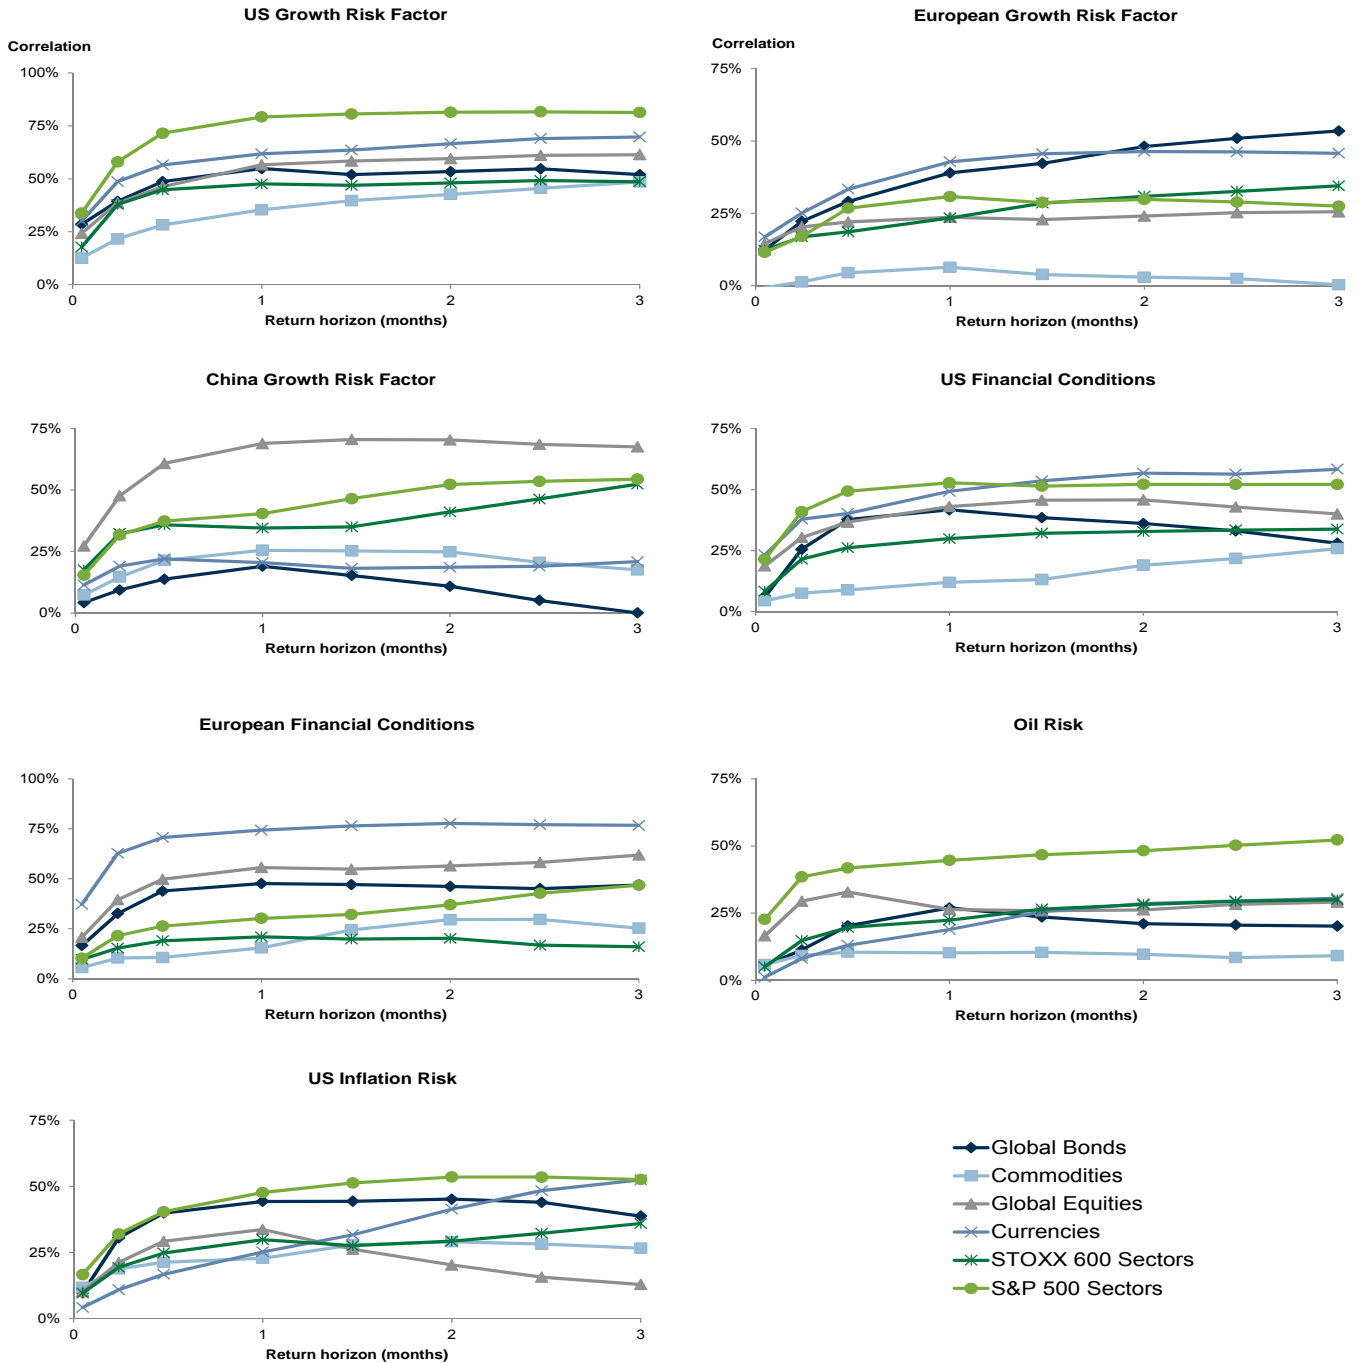 US Growth Risk Factor
Correlation
100%
75%
50%
25%
0%
0 1 2 3
Return horizon (months)
European Growth Risk Factor
Correlation
75%
50%
25%
0%
0 1 2 3
Return horizon (months)
China Growth Risk Factor
75%
50%
25%
0%
0 1 2 3
Return horizon (months)
US Financial Conditions
75%
50%
25%
0%
0 1 2 3
Return horizon (months)
European Financial Conditions
100%
75%
50%
25%
0%
0 1 2 3
Return horizon (months)
Oil Risk
75%
50%
25%
0%
0 1 2 3
Return horizon (months)
US Inflation Risk
75%
50%
25%
0%
0 1 2 3
Return horizon (months)
Global Bonds
Commodities
Global Equities
Currencies
STOXX 600 Sectors
S&P 500 Sectors